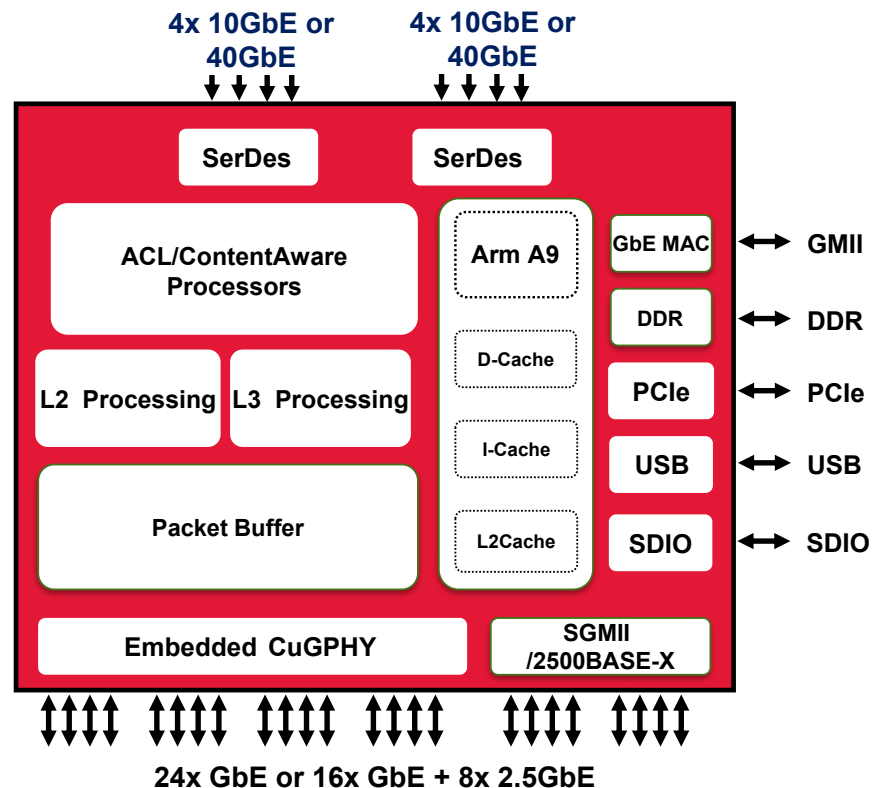 4x 10GbE or
40GbE
4x 10GbE or
40GbE
SerDes
SerDes
ACL/ContentAware
Processors
L2 Processing
L3 Processing
Packet Buffer
Arm A9
D-Cache
I-Cache
L2Cache
GbE MAC
GMII
DDR
DDR
PCIe
PCIe
USB
USB
SDIO
SDIO
Embedded CuGPHY
SGMII
/2500BASE-X
24x GbE or 16x GbE + 8x 2.5GbE